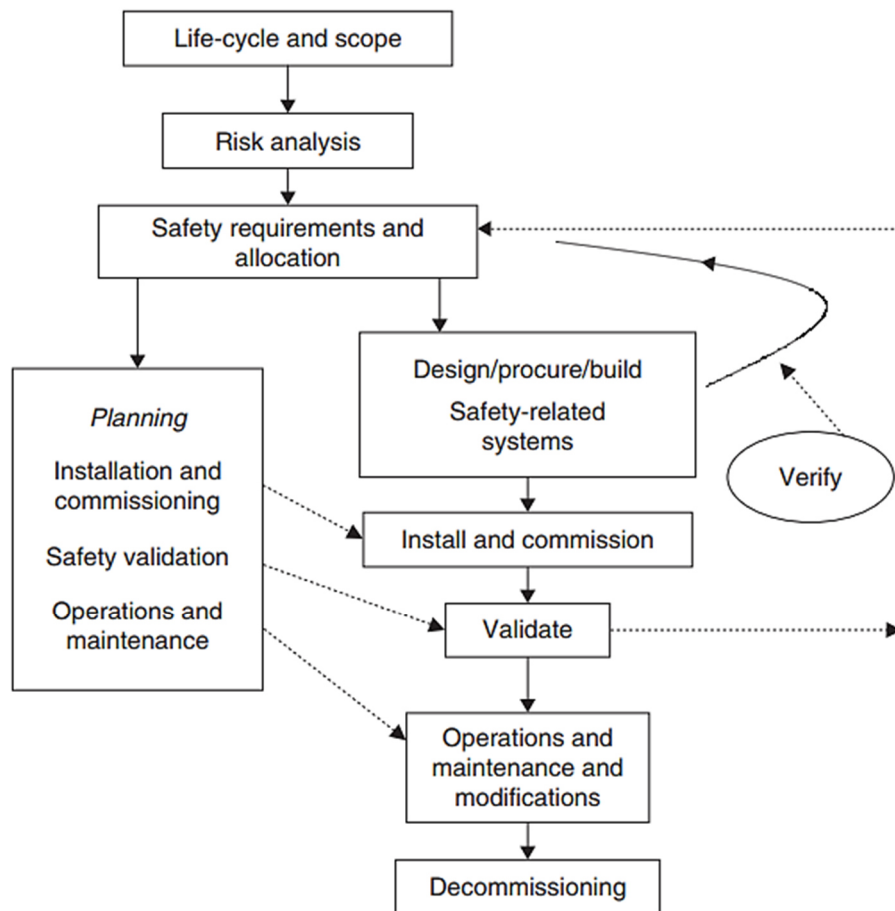 Life-cycle and scope
Risk analysis
Safety requirements and
allocation
Planning
Installation and
commissioning
Safety validation
Operations and
maintenance
Design/procure/build
Safety-related
systems
Verify
Install and commission
Validate
Operations and
maintenance and
modifications
Decommissioning